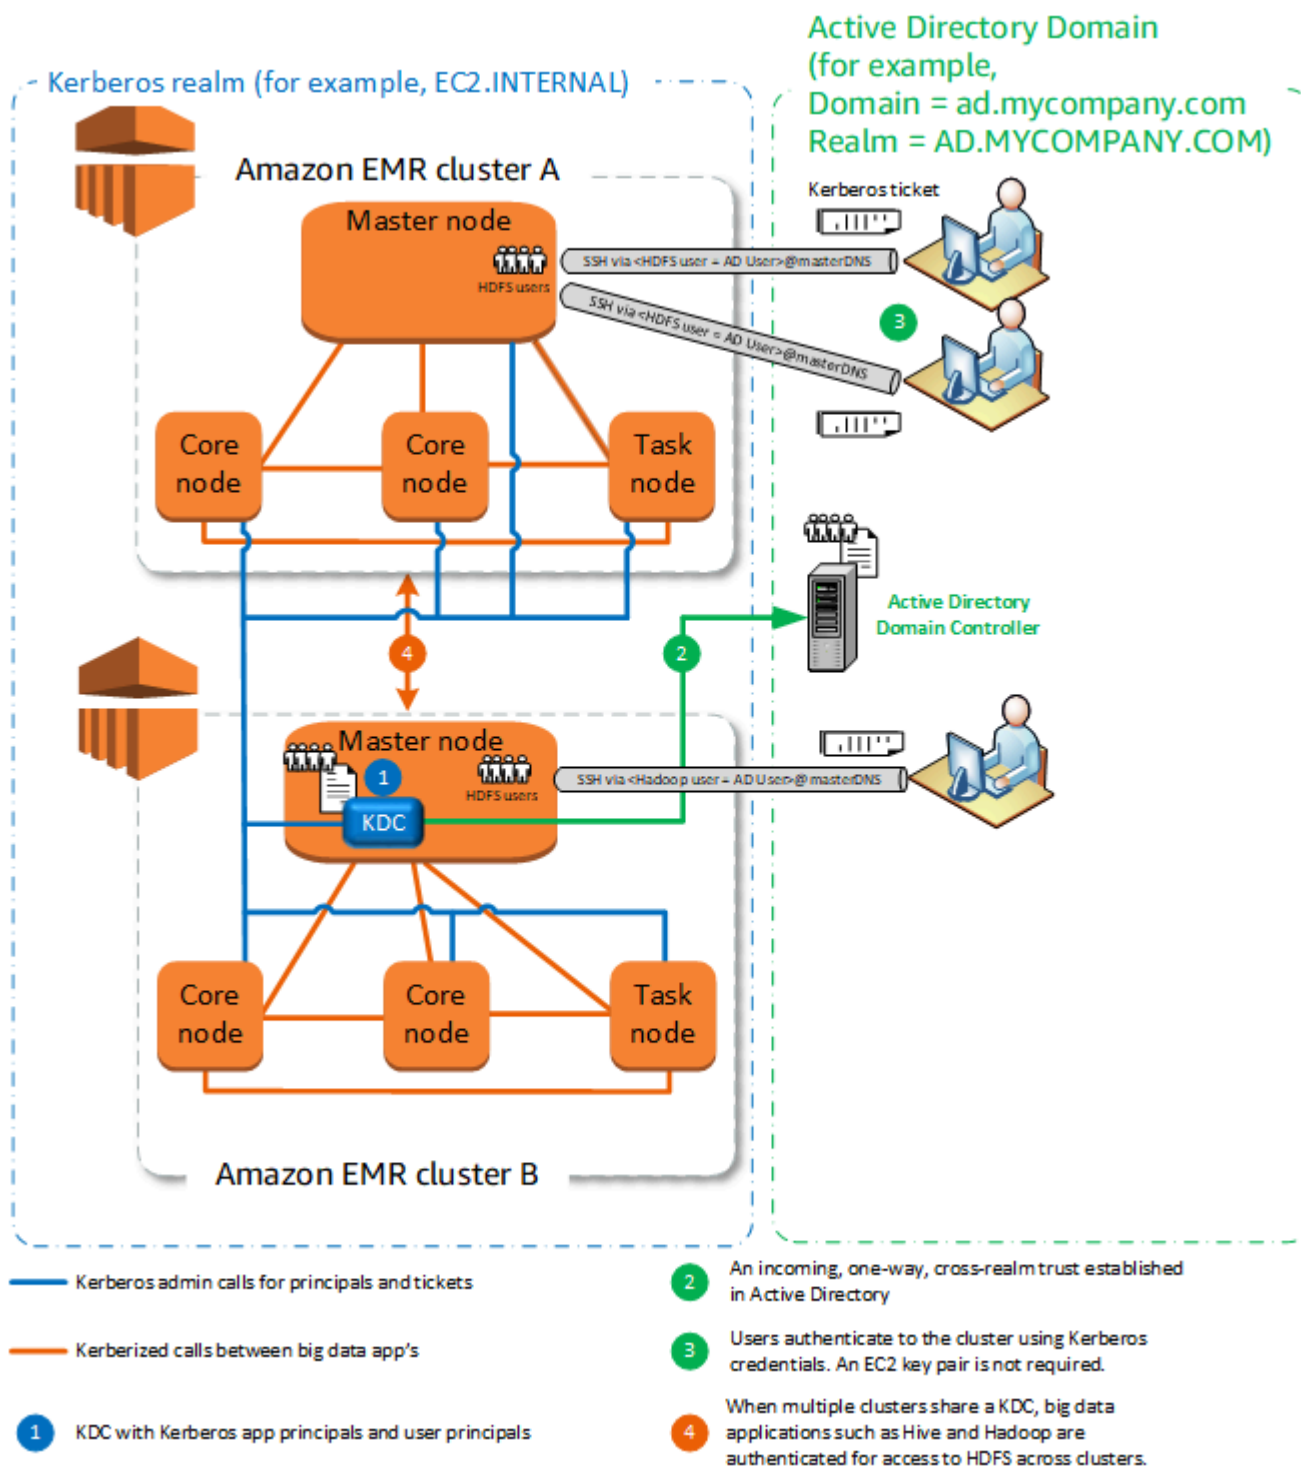 Active Directory Domain
(for example,
Domain = ad.mycompany.com
Realm = AD.MYCOMPANY.COM)
Kerberos realm (for example, EC2.INTERNAL)
Amazon EMR cluster A
Kerberos ticket
Master node
HDFS users
SSH via <HDFS user = AD User>@masterDNS
SSH via <HDFS user = AD User>@masterDNS
3
Core
node
Core
node
Task
node
Active Directory
Domain Controller
4
2
Master node
1
HDFS users
KDC
SSH via <Hadoop user = AD User>@masterDNS
Core
node
Core
node
Task
node
Amazon EMR cluster B
Kerberos admin calls for principals and tickets
Kerberized calls between big data app's
1 KDC with Kerberos app principals and user principals
2 An incoming, one-way, cross-realm trust established
in Active Directory
3 Users authenticate to the cluster using Kerberos
credentials. An EC2 key pair is not required.
4 When multiple clusters share a KDC, big data
applications such as Hive and Hadoop are
authenticated for access to HDFS across clusters.